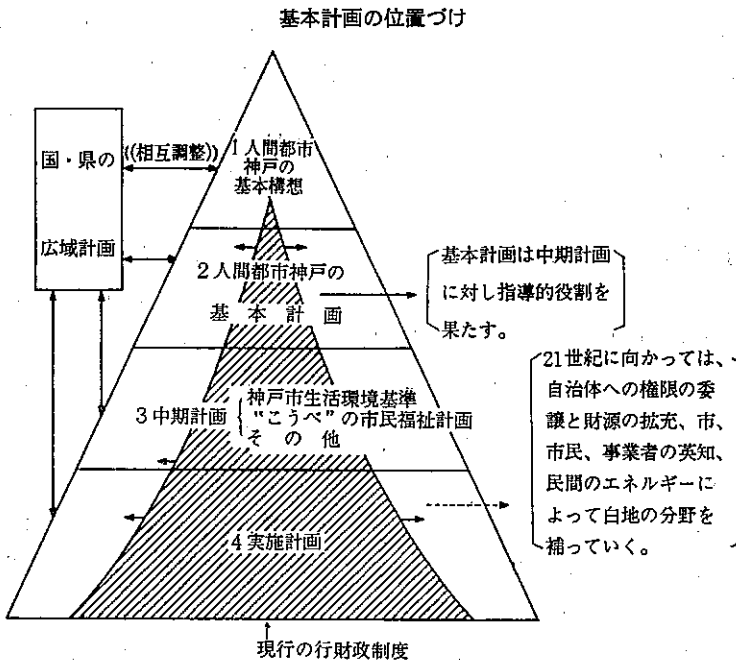 基本計画の位置づけ
国・県の
広域計画
((相互調整))
1人間都市
神戸の
基本構想
2人間都市神戸の
基本計画
基本計画は中期計画
に対し指導的役割を
果たす。
3中期計画
神戸市生活環境基準
“こうべ”の市民福祉計画
その他
4実施計画
21世紀に向かっては、
自治体への権限の委
譲と財源の拡充、市、
市民、事業者の英知、
民間のエネルギーに
よって白地の分野を
補っていく。
現行の行財政制度